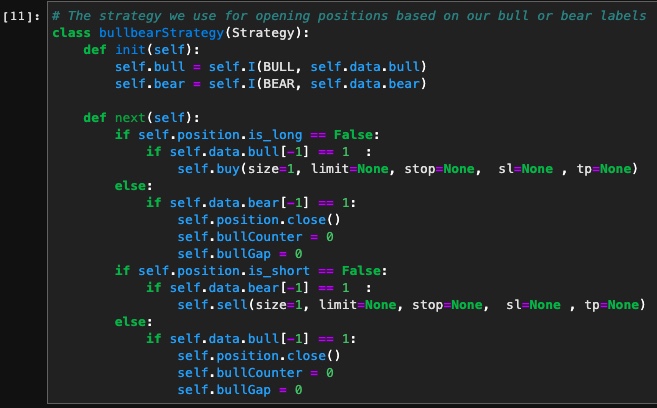 [11]: # The strategy we use for opening positions based on our bull or bear labels
class bullbearStrategy(Strategy):
    def init(self):
        self.bull = self.I(BULL, self.data.bull)
        self.bear = self.I(BEAR, self.data.bear)

    def next(self):
        if self.position.is_long == False:
            if self.data.bull[-1] == 1  :
                self.buy(size=1, limit=None, stop=None,  sl=None , tp=None)
        else:
            if self.data.bear[-1] == 1:
                self.position.close()
                self.bullCounter = 0
                self.bullGap = 0
        if self.position.is_short == False:
            if self.data.bear[-1] == 1  :
                self.sell(size=1, limit=None, stop=None,  sl=None , tp=None)
        else:
            if self.data.bull[-1] == 1:
                self.position.close()
                self.bullCounter = 0
                self.bullGap = 0